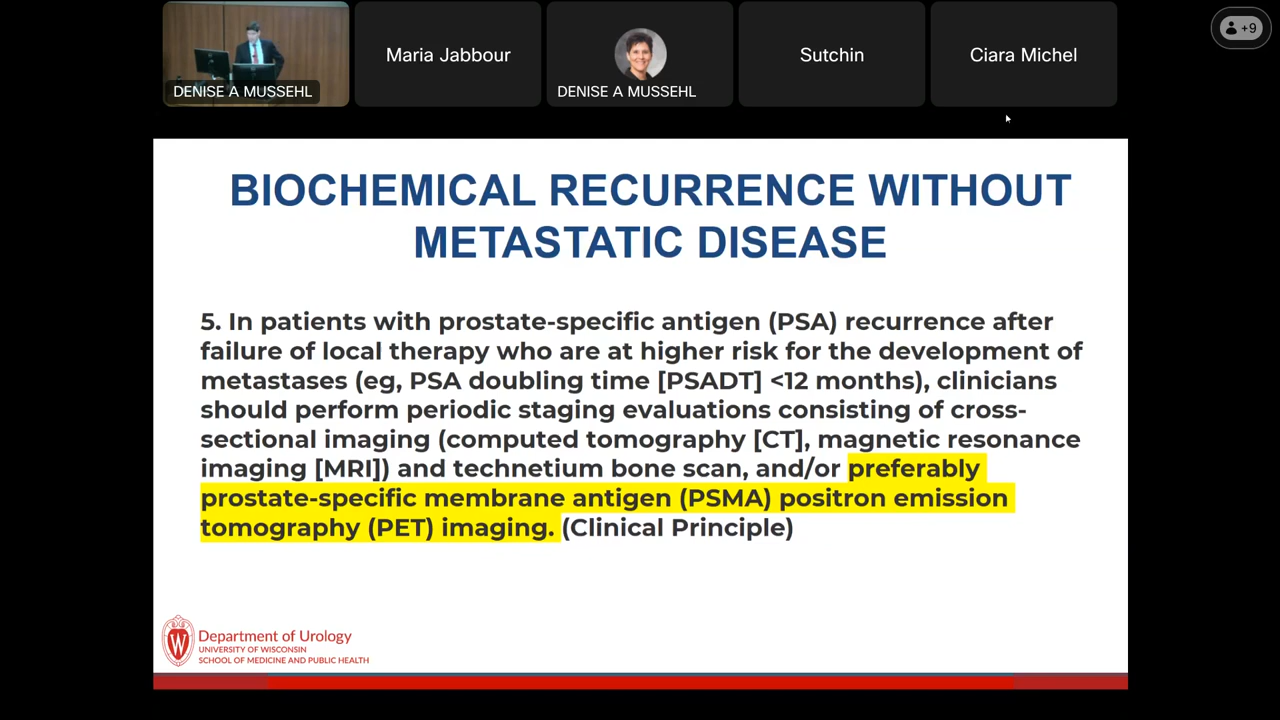 DENISE A MUSSEHL
Maria Jabbour
DENISE A MUSSEHL
Sutchin
Ciara Michel
+9
BIOCHEMICAL RECURRENCE WITHOUT
METASTATIC DISEASE
5. In patients with prostate-specific antigen (PSA) recurrence after
failure of local therapy who are at higher risk for the development of
metastases (eg, PSA doubling time [PSADT] <12 months), clinicians
should perform periodic staging evaluations consisting of cross-
sectional imaging (computed tomography [CT], magnetic resonance
imaging [MRI]) and technetium bone scan, and/or preferably
prostate-specific membrane antigen (PSMA) positron emission
tomography (PET) imaging. (Clinical Principle)
W
Department of Urology
UNIVERSITY OF WISCONSIN
SCHOOL OF MEDICINE AND PUBLIC HEALTH